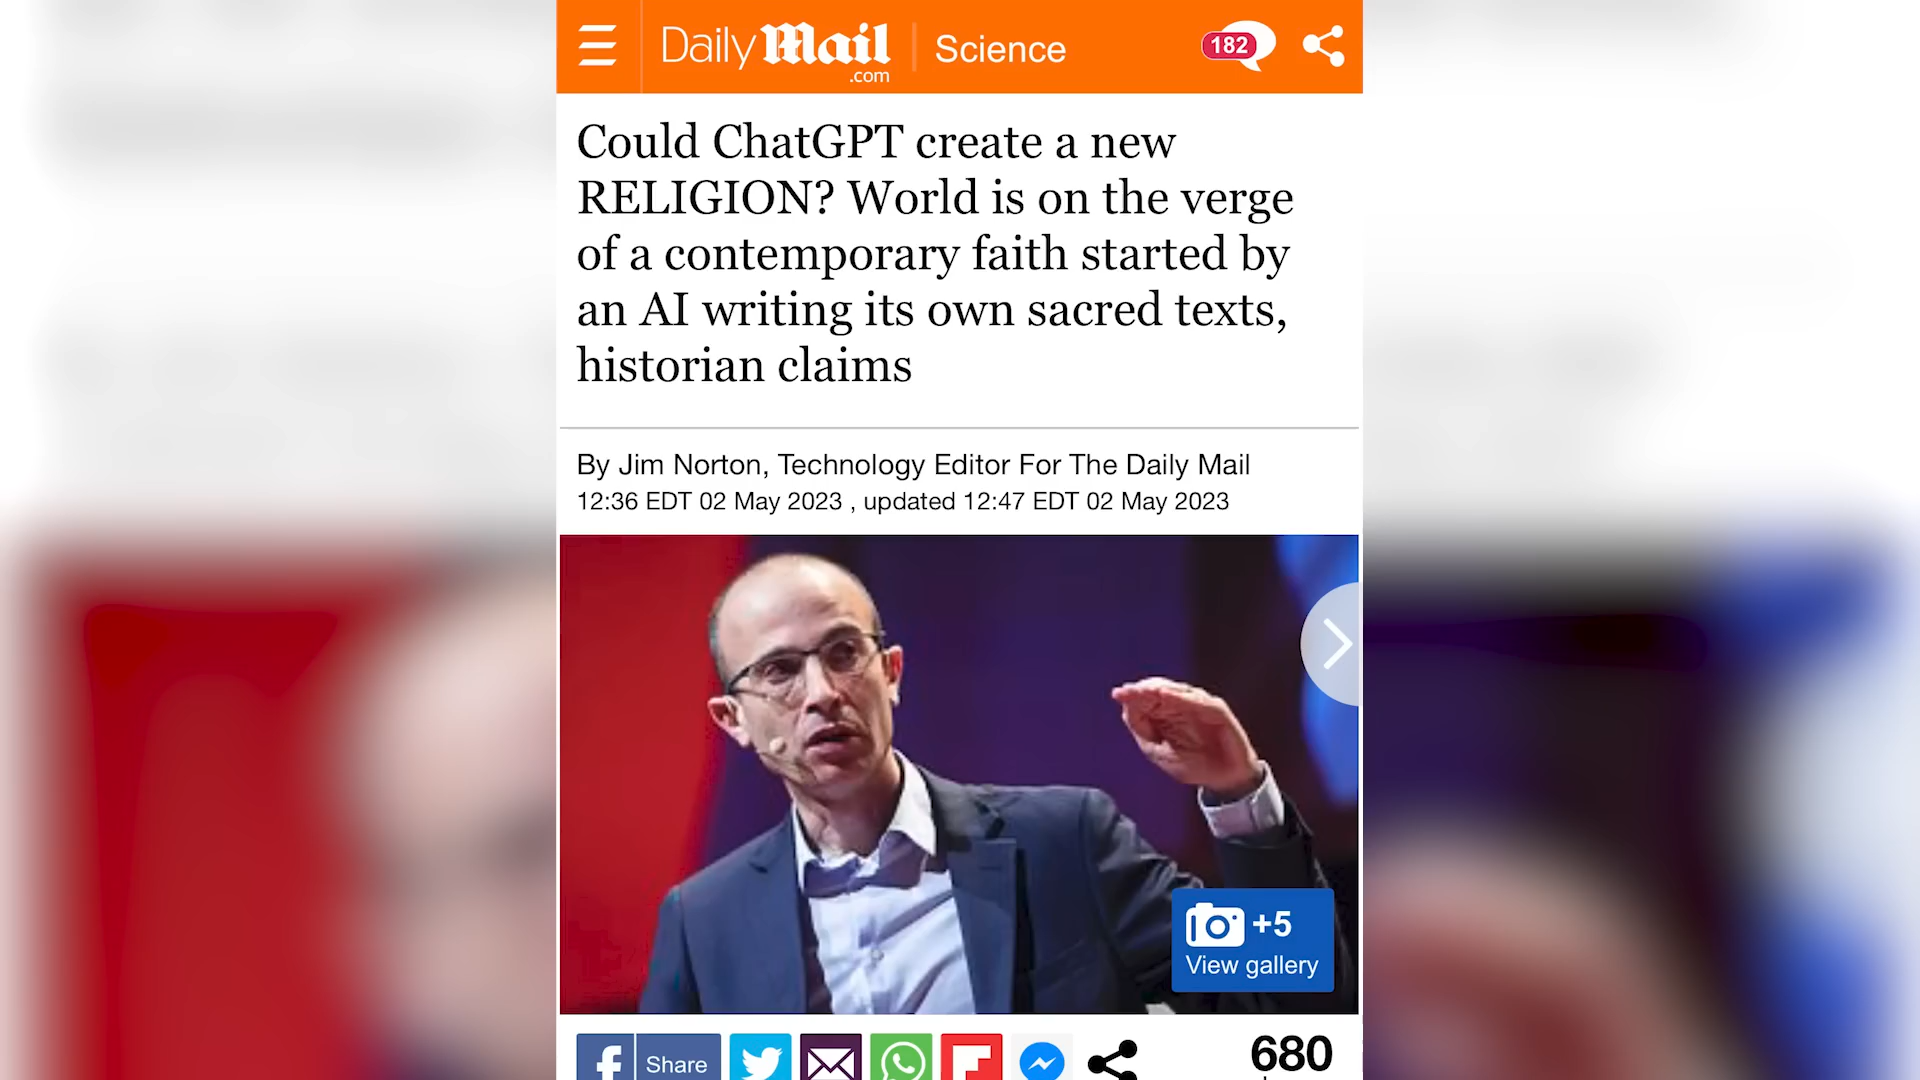 Daily Mail
.com
Science
182
Could ChatGPT create a new
RELIGION? World is on the verge
of a contemporary faith started by
an AI writing its own sacred texts,
historian claims
By Jim Norton, Technology Editor For The Daily Mail
12:36 EDT 02 May 2023 , updated 12:47 EDT 02 May 2023
+5
View gallery
Share
680